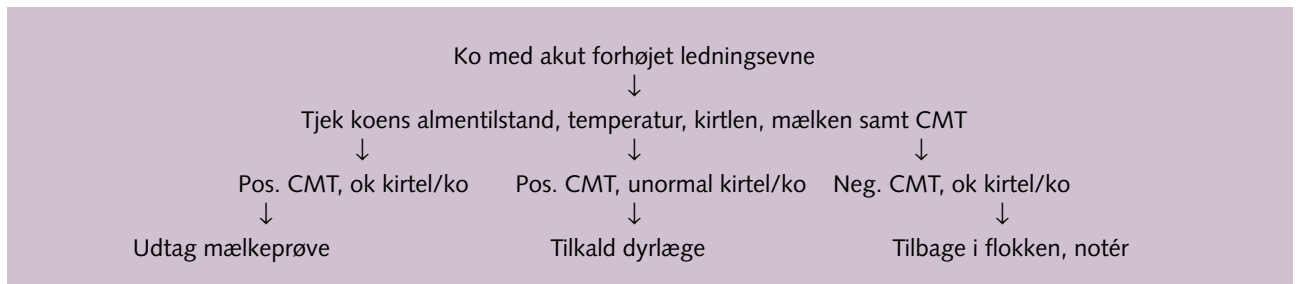 Ko med akut forhøjet ledningsevne
↓
Tjek koens almentilstand, temperatur, kirtlen, mælken samt CMT
↓ ↓ ↓
Pos. CMT, ok kirtel/ko Pos. CMT, unormal kirtel/ko Neg. CMT, ok kirtel/ko
↓ ↓ ↓
Udtag mælkeprøve Tilkald dyrlæge Tilbage i flokken, notér